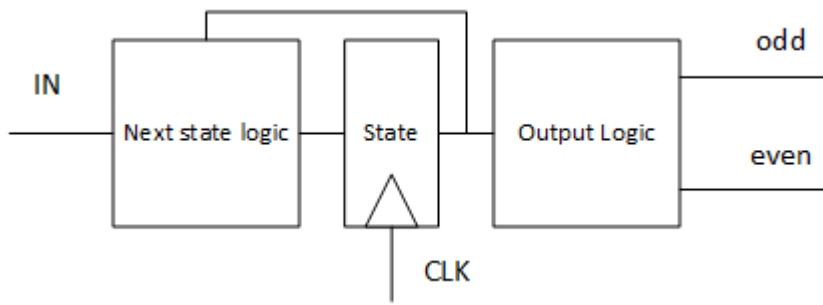 IN
Next state logic
State
Output Logic
odd
even
CLK